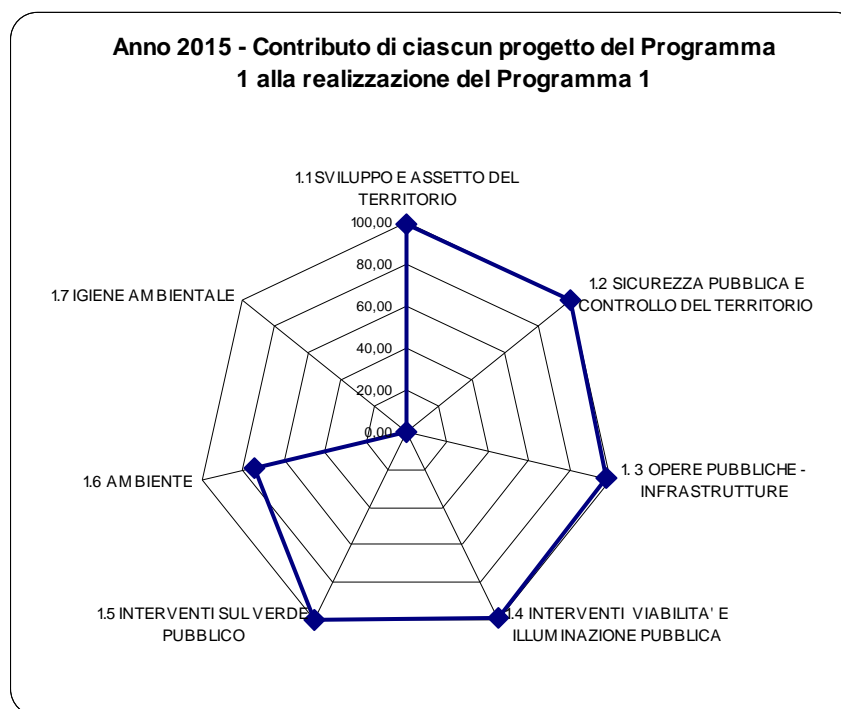 Anno 2015 - Contributo di ciascun progetto del Programma
1 alla realizzazione del Programma 1
1.1 SVILUPPO E ASSETTO DEL
TERRITORIO
100,00
80,00
60,00
40,00
20,00
0,00
1.2 SICUREZZA PUBBLICA E
CONTROLLO DEL TERRITORIO
1.3 OPERE PUBBLICHE -
INFRASTRUTTURE
1.4 INTERVENTI VIABILITA' E
ILLUMINAZIONE PUBBLICA
1.5 INTERVENTI SUL VERDE
PUBBLICO
1.6 AMBIENTE
1.7 IGIENE AMBIENTALE